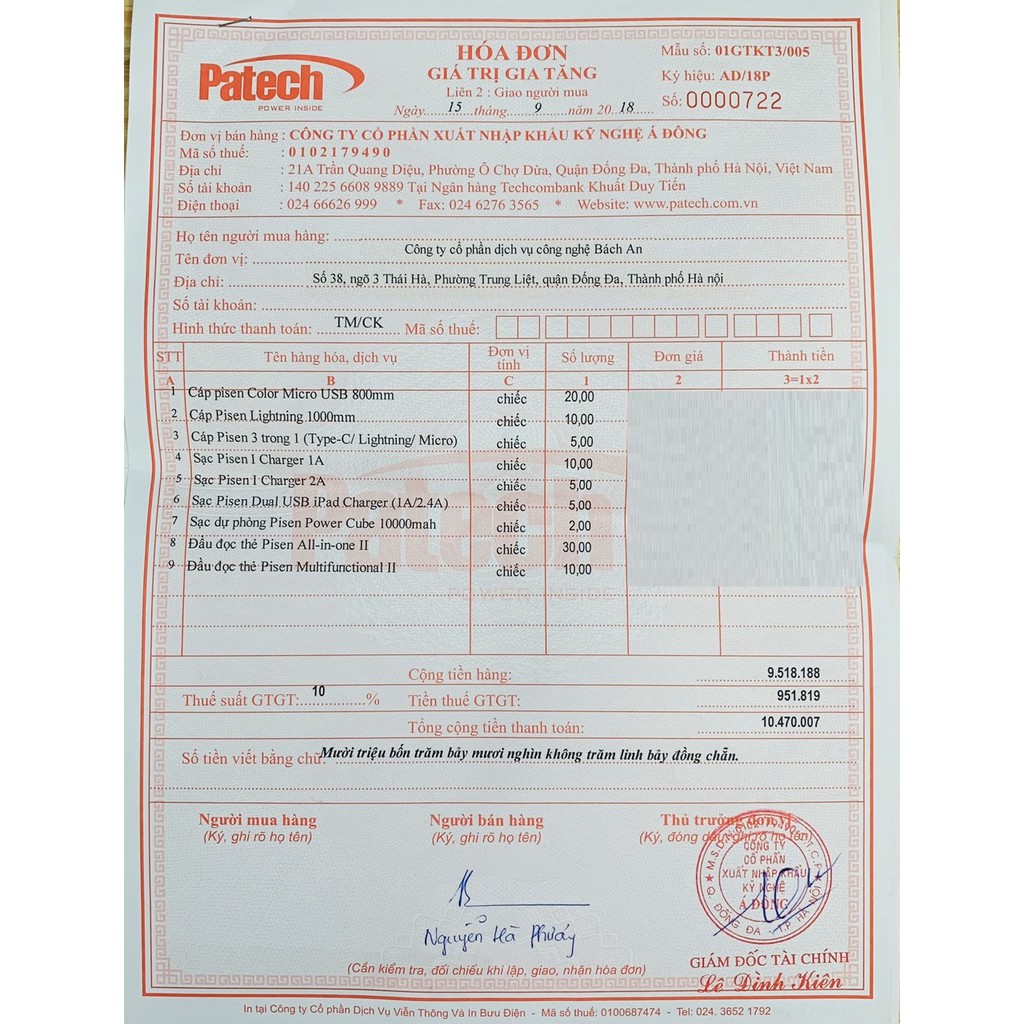 Patech
POWER INSIDE
HÓA ĐƠN
GIÁ TRỊ GIA TĂNG
Liên 2 : Giao người mua
Ngày 15 tháng 9 năm 2018
Mẫu số: 01GTKT3/005
Ký hiệu: AD/18P
Số: 0000722
Đơn vị bán hàng : CÔNG TY CỔ PHẦN XUẤT NHẬP KHẨU KỸ NGHỆ Á ĐÔNG
Mã số thuế: : 0102179490
Địa chỉ : 21A Trần Quang Diệu, Phường Ô Chợ Dừa, Quận Đống Đa, Thành phố Hà Nội, Việt Nam
Số tài khoản : 140 225 6608 9889 Tại Ngân hàng Techcombank Khuất Duy Tiến
Điện thoại : 024 66626 999 * Fax: 024 6276 3565 * Website: www.patech.com.vn
Họ tên người mua hàng:
Tên đơn vị: Công ty cổ phần dịch vụ công nghệ Bách An
Địa chỉ: Số 38, ngõ 3 Thái Hà, Phường Trung Liệt, quận Đống Đa, Thành phố Hà nội
Số tài khoản:
Hình thức thanh toán: TM/CK Mã số thuế:
STT Tên hàng hóa, dịch vụ Đơn vị tính Số lượng Đơn giá Thành tiền
A B C 1 2 3=1x2
1 Cáp pisen Color Micro USB 800mm chiếc 20,00
2 Cáp Pisen Lightning 1000mm chiếc 10,00
3 Cáp Pisen 3 trong 1 (Type-C/ Lightning/ Micro) chiếc 5,00
4 Sạc Pisen I Charger 1A chiếc 10,00
5 Sạc Pisen I Charger 2A chiếc 5,00
6 Sạc Pisen Dual USB iPad Charger (1A/2.4A) chiếc 5,00
7 Sạc dự phòng Pisen Power Cube 10000mah chiếc 2,00
8 Đầu đọc thẻ Pisen All-in-one II chiếc 30,00
9 Đầu đọc thẻ Pisen Multifunctional II chiếc 10,00
Patech
POWER INSIDE
Cộng tiền hàng: 9.518.188
Thuế suất GTGT: 10 % Tiền thuế GTGT: 951.819
Tổng cộng tiền thanh toán: 10.470.007
Số tiền viết bằng chữ: Mười triệu bốn trăm bảy mươi nghìn không trăm linh bảy đồng chẵn.
Người mua hàng Người bán hàng Thủ trưởng đơn vị
(Ký, ghi rõ họ tên) (Ký, ghi rõ họ tên) (Ký, đóng dấu, ghi rõ họ tên)
CÔNG TY
CỔ PHẦN
XUẤT NHẬP KHẨU
KỸ NGHỆ
Á ĐÔNG
ĐỐNG ĐA - T.P HÀ NỘI
Nguyễn Hà
GIÁM ĐỐC TÀI CHÍNH
Lê Đình Kiên
(Cần kiểm tra, đối chiếu khi lập, giao, nhận hóa đơn)
In tại Công ty Cổ phần Dịch Vụ Viễn Thông Và In Bưu Điện - Mã số thuế: 0100687474 - Tel: 024. 3652 1792